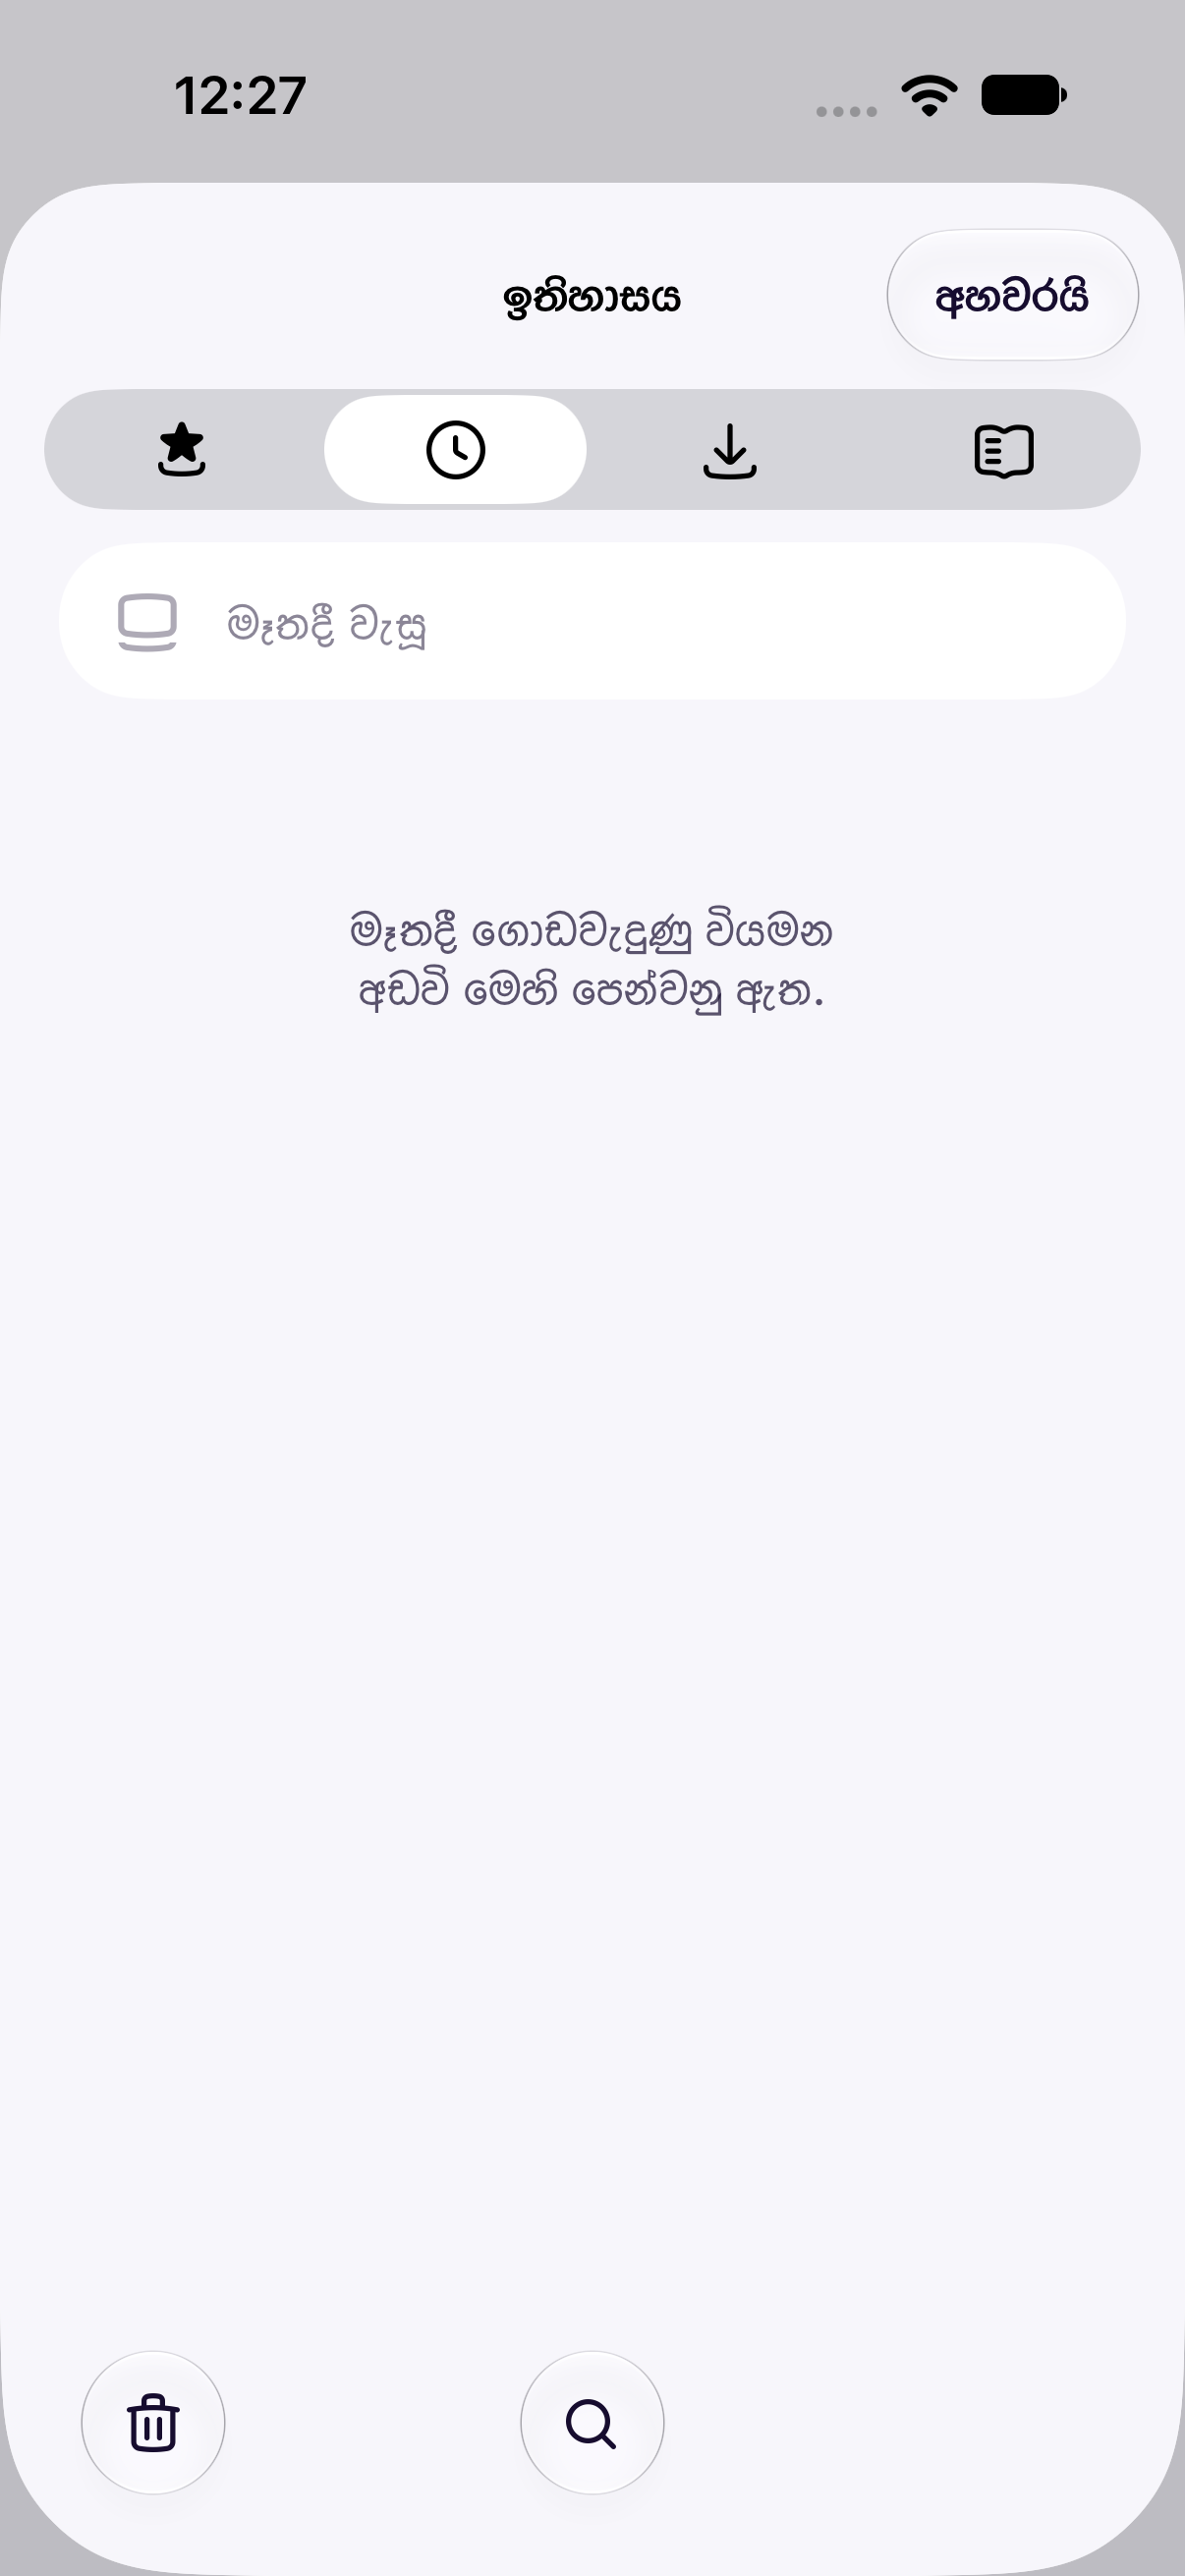 12:27
ඉතිහාසය
අහවරයි
මෑතදී වැසූ
මෑතදී ගොඩවැදුණු වියමන
අඩවි මෙහි පෙන්වනු ඇත.